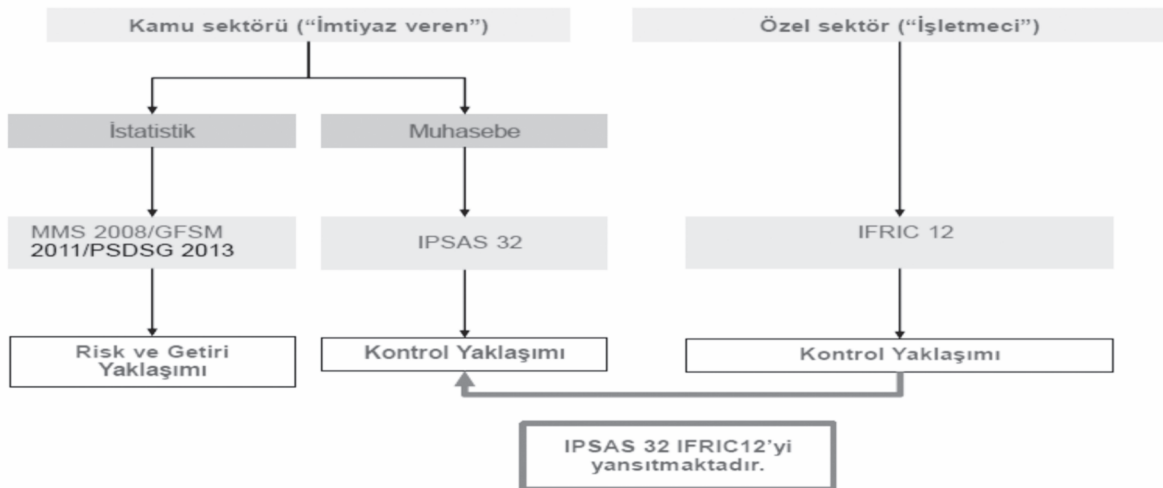 Kamu sektörü (“İmtiyaz veren”)
Özel sektör (“İşletmeci”)
İstatistik
Muhasebe
MMS 2008/GFSM
2011/PSDSG 2013
IPSAS 32
IFRIC 12
Risk ve Getiri
Yaklaşımı
Kontrol Yaklaşımı
Kontrol Yaklaşımı
IPSAS 32 IFRIC12’yi
yansıtmaktadır.